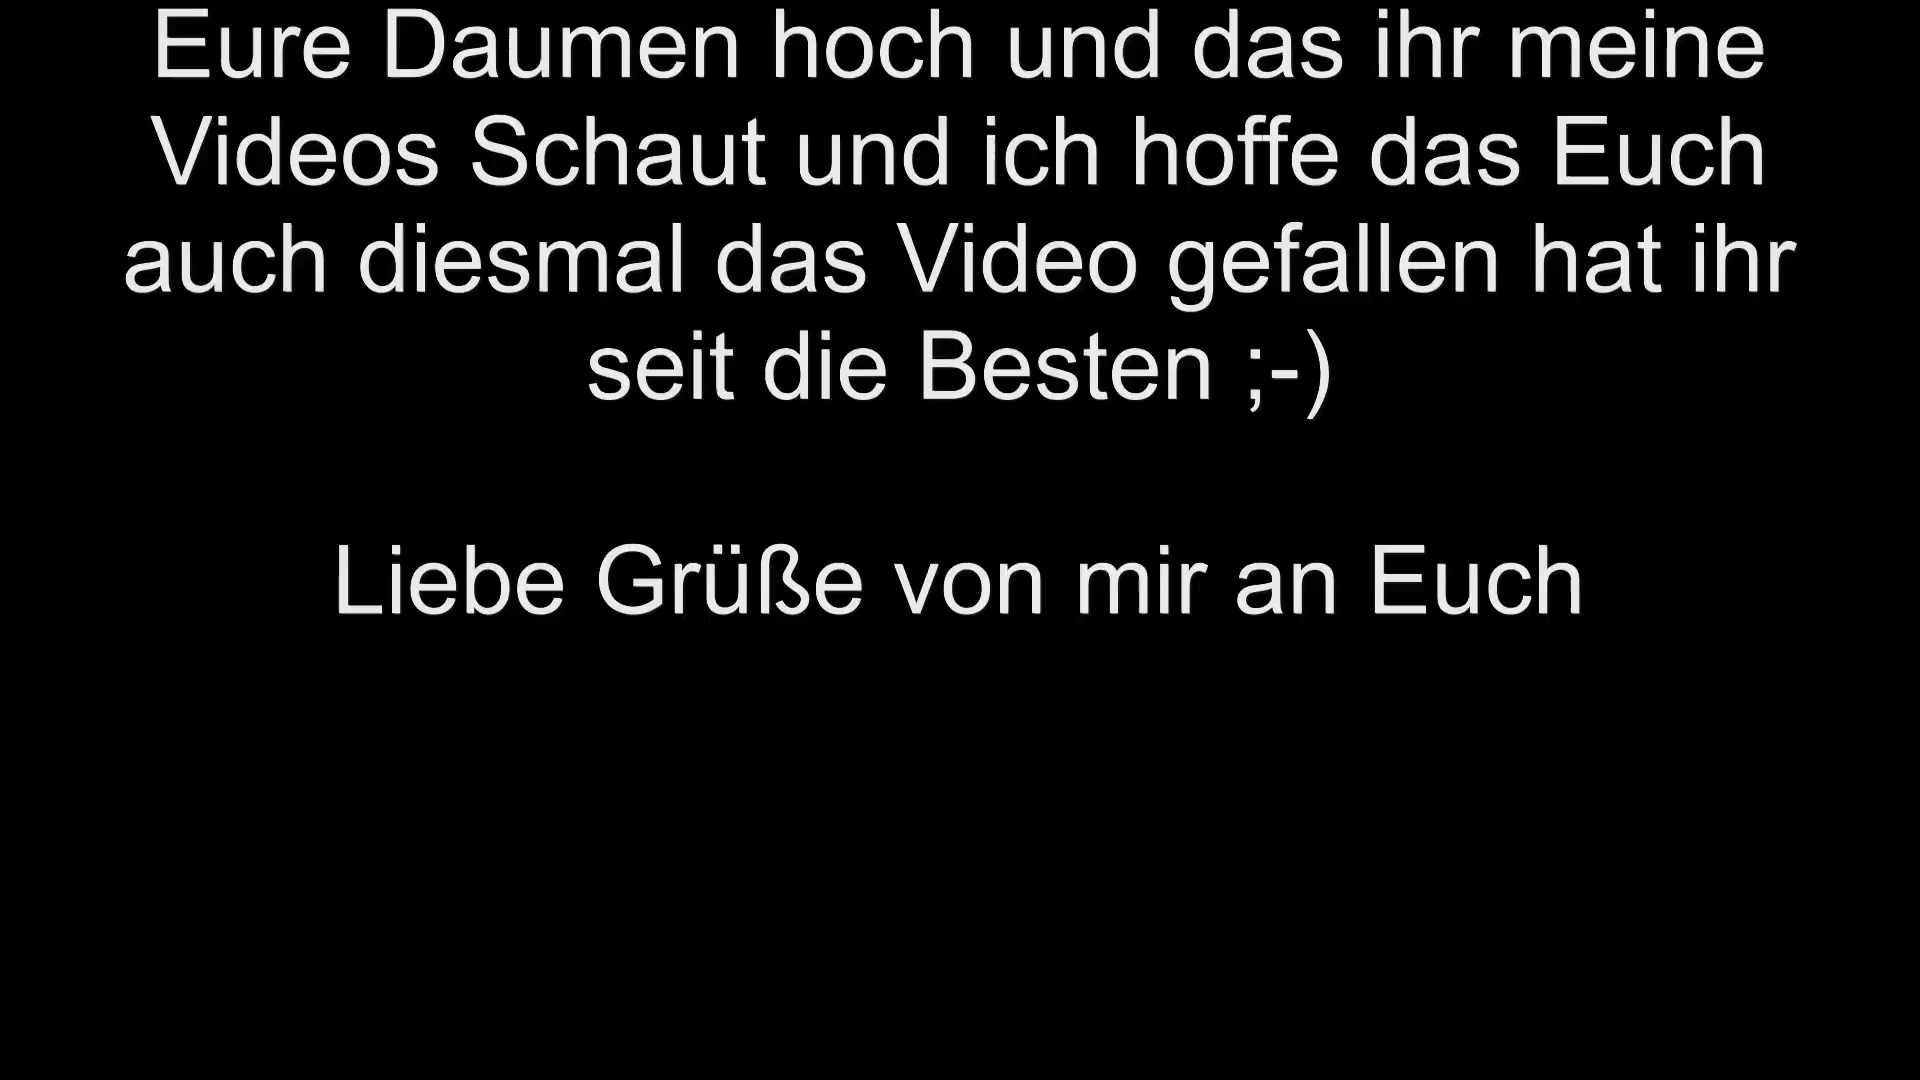 Eure Daumen hoch und das ihr meine
Videos Schaut und ich hoffe das Euch
auch diesmal das Video gefallen hat ihr
seit die Besten ;-)
Liebe Grüße von mir an Euch